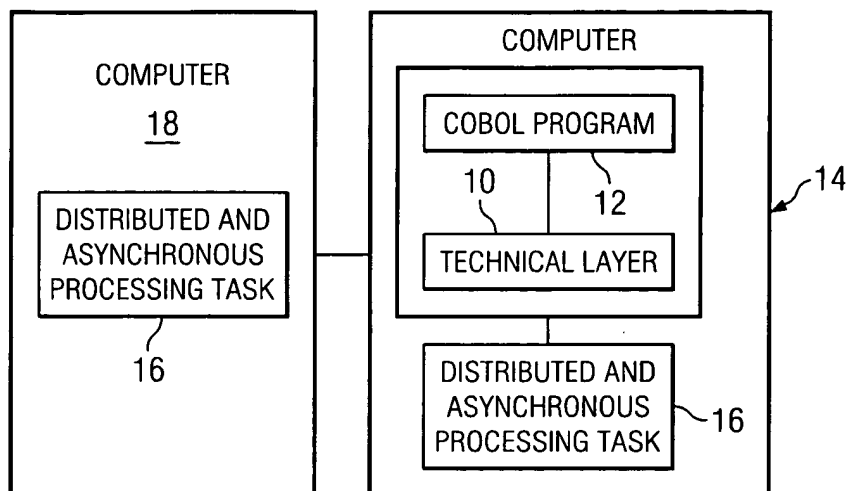 COMPUTER
18
DISTRIBUTED AND
ASYNCHRONOUS
PROCESSING TASK
16
COMPUTER
COBOL PROGRAM
10
12
14
TECHNICAL LAYER
DISTRIBUTED AND
ASYNCHRONOUS
PROCESSING TASK
16